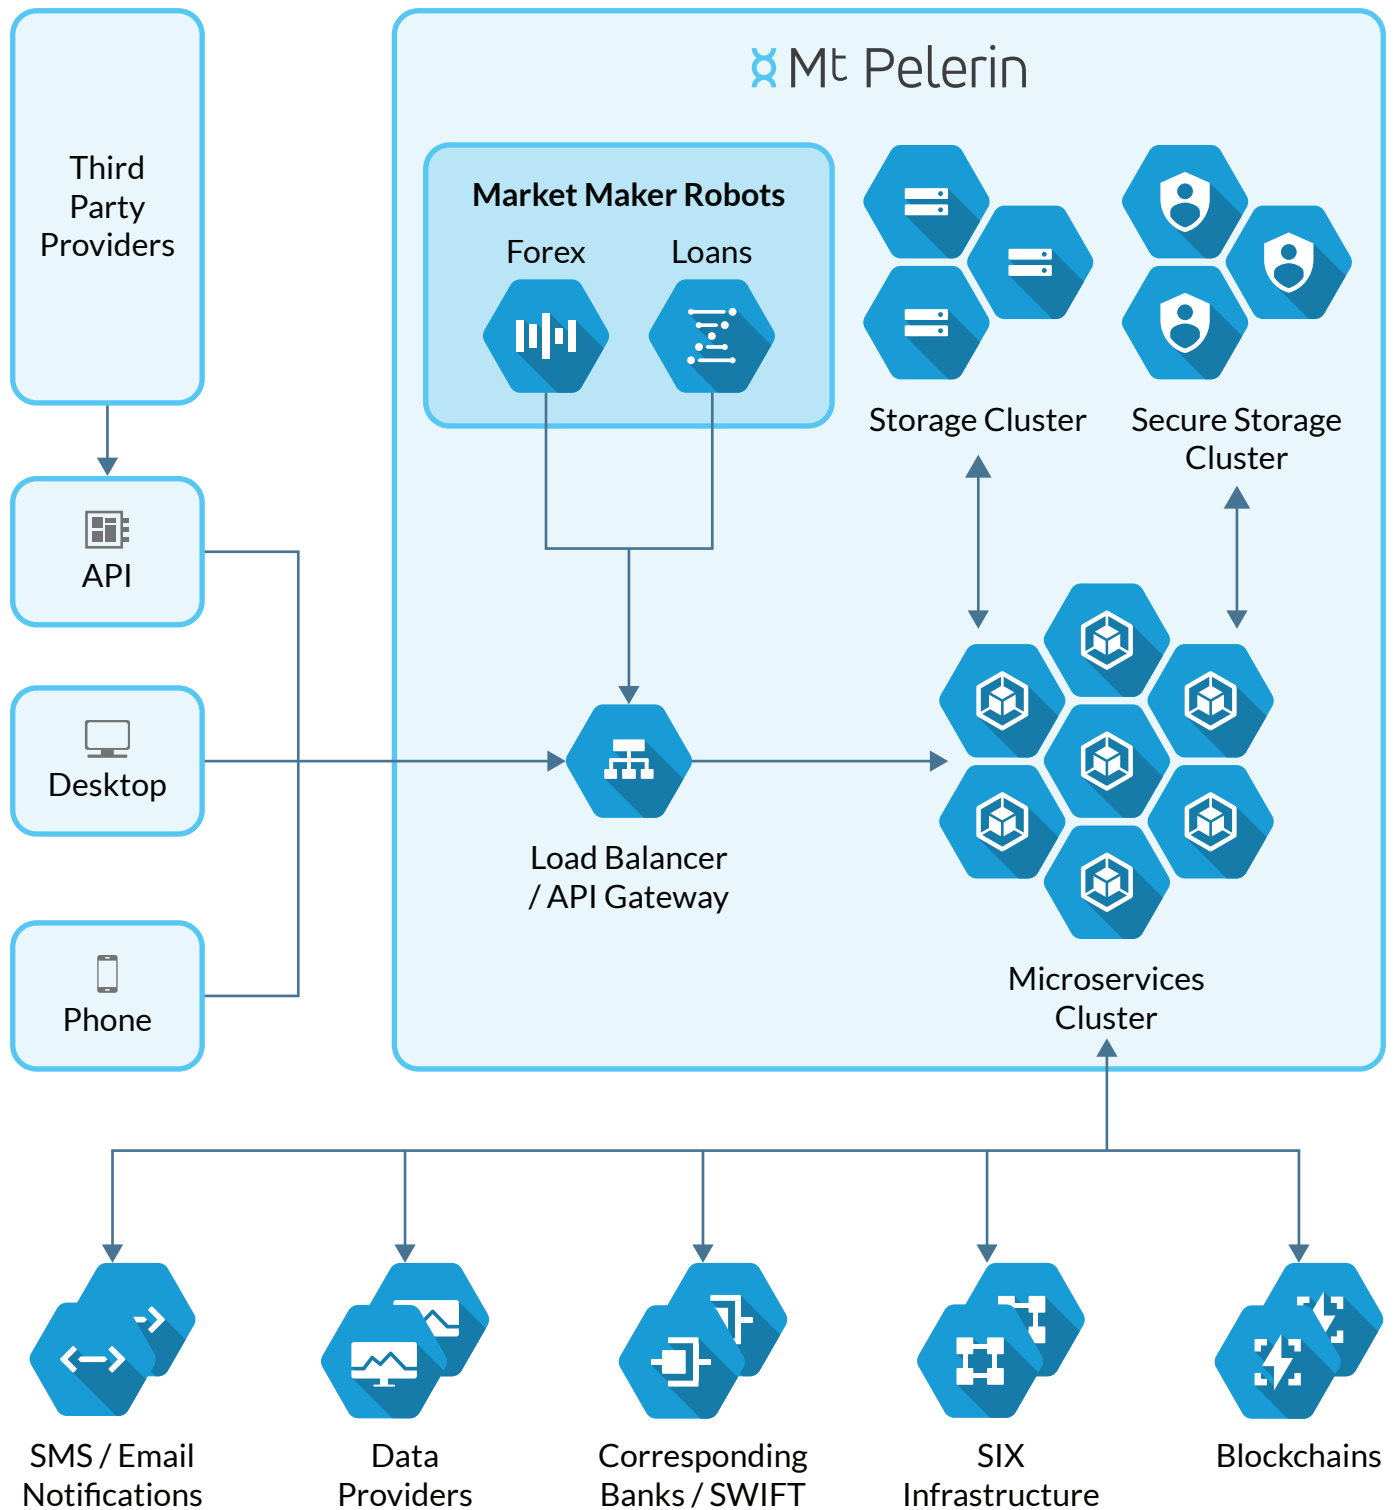 Third
Party
Providers
API
Desktop
Phone
Mt Pelerin
Market Maker Robots
Forex
Loans
Storage Cluster
Secure Storage
Cluster
Load Balancer
/ API Gateway
Microservices
Cluster
SMS / Email
Notifications
Data
Providers
Corresponding
Banks / SWIFT
SIX
Infrastructure
Blockchains